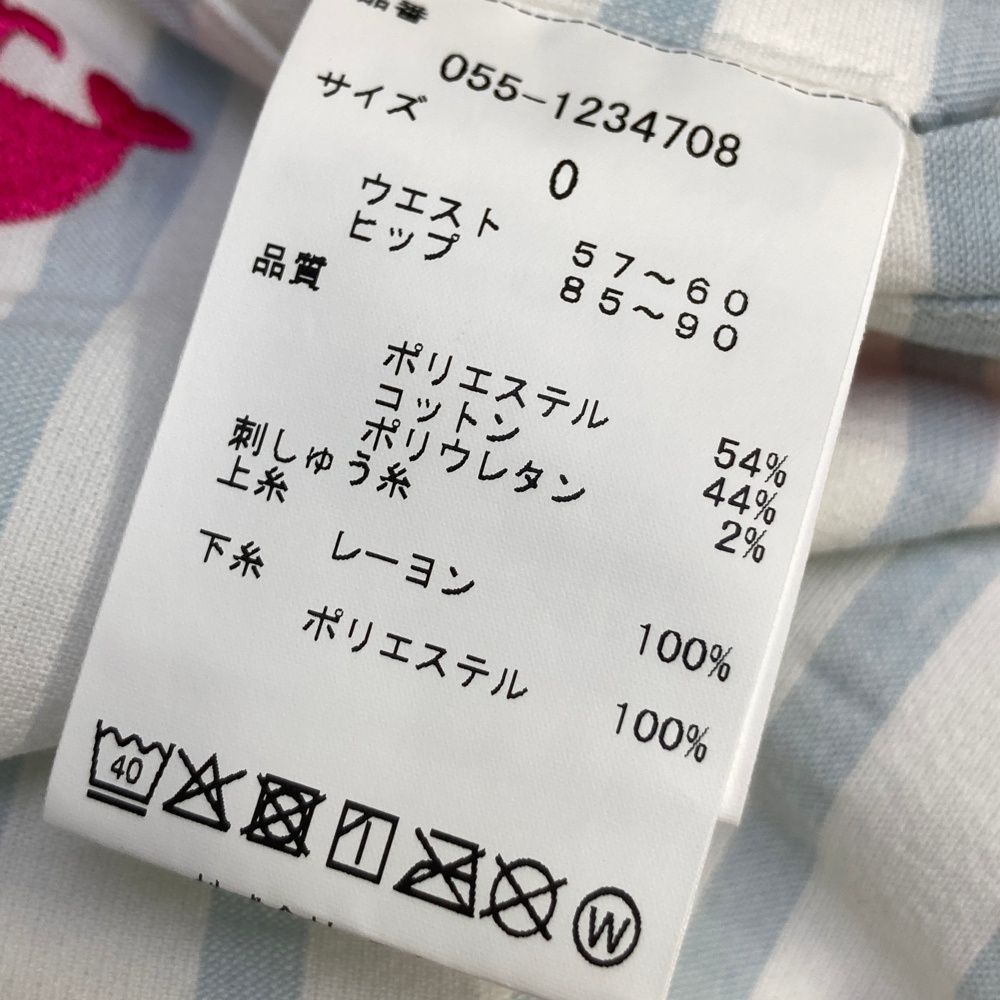 品番
055-1234708
サイズ
0
ウエスト 57～60
ヒップ 85～90
品質
ポリエステル 54%
コットン 44%
ポリウレタン 2%
刺しゅう糸
上糸
レーヨン 100%
下糸
ポリエステル 100%
40
W